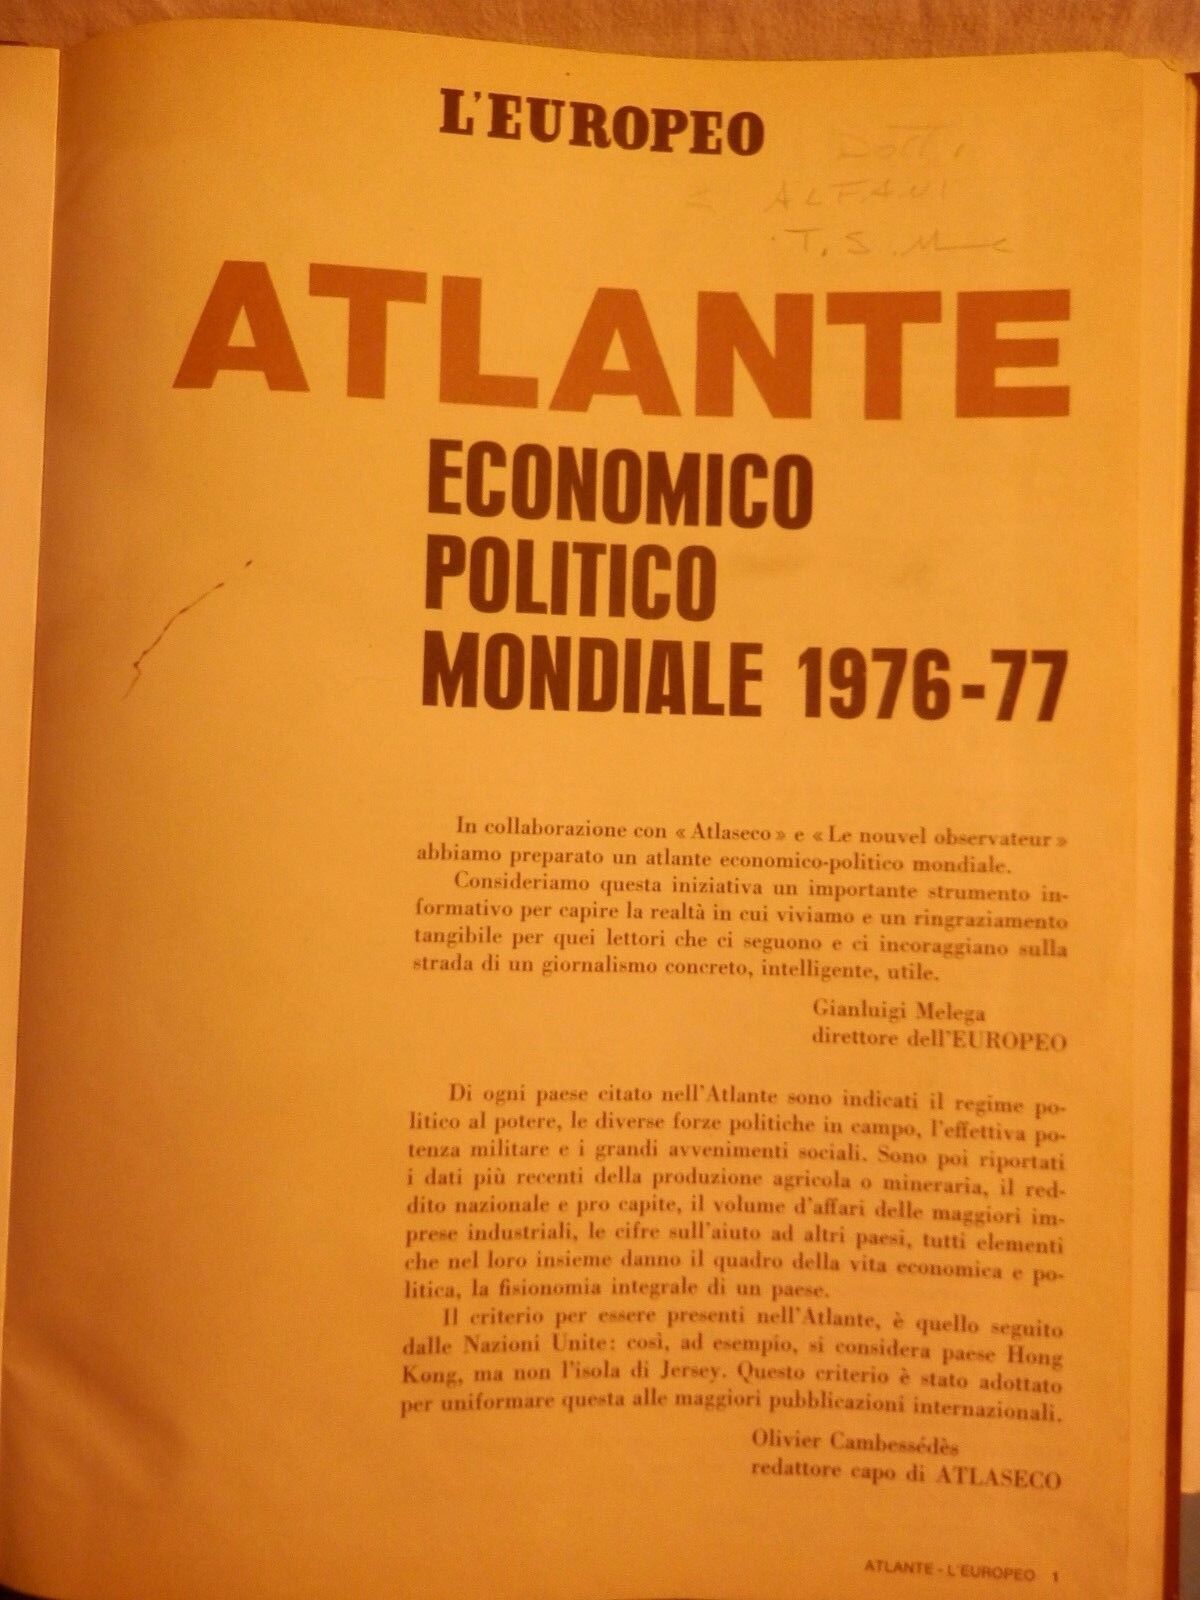 L'EUROPEO
ALFANI
T. S.
ATLANTE
ECONOMICO
POLITICO
MONDIALE 1976-77
In collaborazione con « Atlaseco » e « Le nouvel observateur »
abbiamo preparato un atlante economico-politico mondiale.
Consideriamo questa iniziativa un importante strumento in-
formativo per capire la realtà in cui viviamo e un ringraziamento
tangibile per quei lettori che ci seguono e ci incoraggiano sulla
strada di un giornalismo concreto, intelligente, utile.
Gianluigi Melega
direttore dell'EUROPEO
Di ogni paese citato nell'Atlante sono indicati il regime po-
litico al potere, le diverse forze politiche in campo, l'effettiva po-
tenza militare e i grandi avvenimenti sociali. Sono poi riportati
i dati più recenti della produzione agricola o mineraria, il red-
dito nazionale e pro capite, il volume d'affari delle maggiori im-
prese industriali, le cifre sull'aiuto ad altri paesi, tutti elementi
che nel loro insieme danno il quadro della vita economica e po-
litica, la fisionomia integrale di un paese.
Il criterio per essere presenti nell'Atlante, è quello seguito
dalle Nazioni Unite: così, ad esempio, si considera paese Hong
Kong, ma non l'isola di Jersey. Questo criterio è stato adottato
per uniformare questa alle maggiori pubblicazioni internazionali.
Olivier Cambessédès
redattore capo di ATLASECO
ATLANTE - L'EUROPEO 1